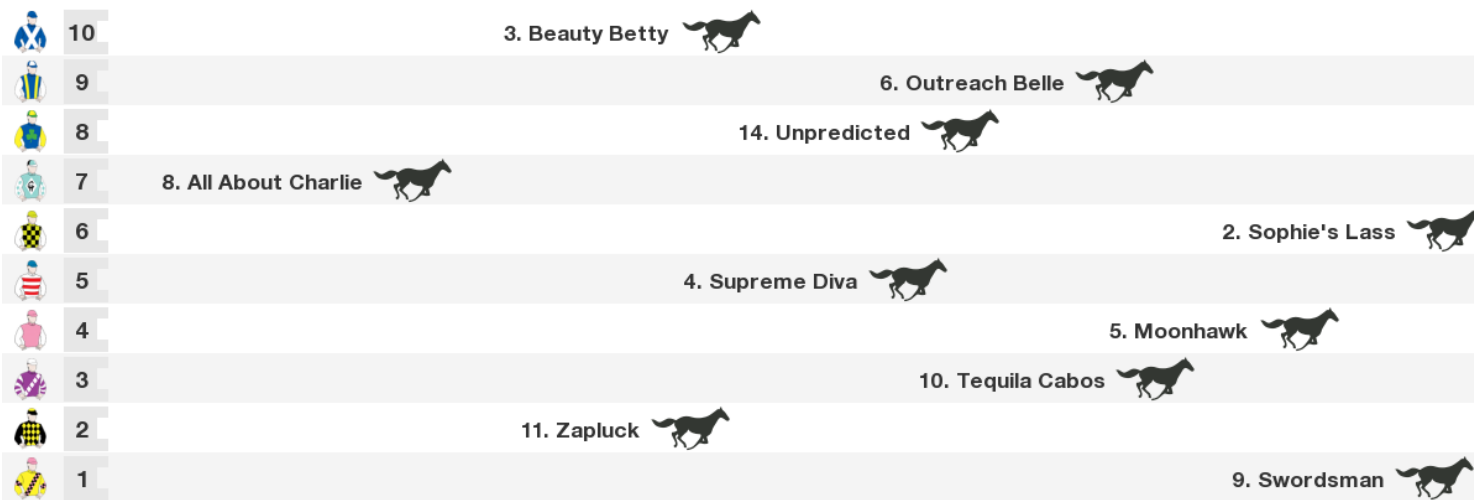 10 3. Beauty Betty
9 6. Outreach Belle
8 14. Unpredicted
7 8. All About Charlie
6 2. Sophie's Lass
5 4. Supreme Diva
4 5. Moonhawk
3 10. Tequila Cabos
2 11. Zapluck
1 9. Swordsman